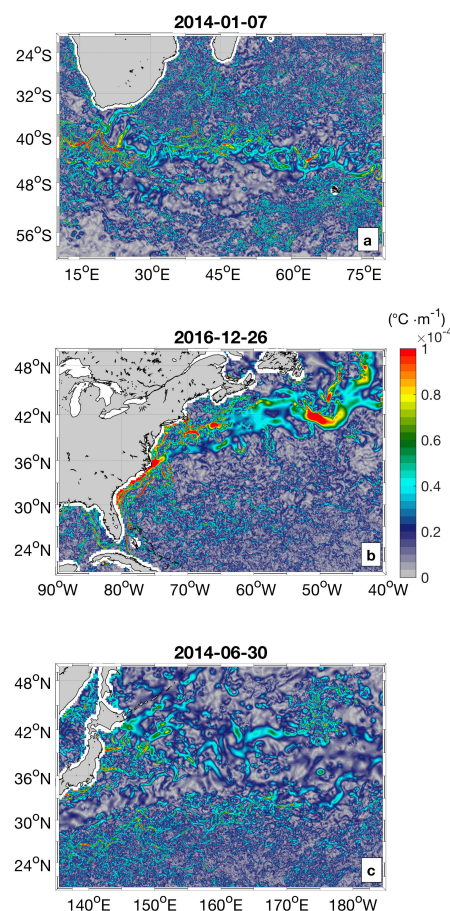 2014-01-07
24°S
32°S
40°S
48°S
56°S
a
15°E 30°E 45°E 60°E 75°E
2016-12-26
(°C ·m⁻¹)
×10⁻⁴
48°N
42°N
36°N
30°N
24°N
1
0.8
0.6
0.4
0.2
0
b
90°W 80°W 70°W 60°W 50°W 40°W
2014-06-30
48°N
42°N
36°N
30°N
24°N
c
140°E 150°E 160°E 170°E 180°W